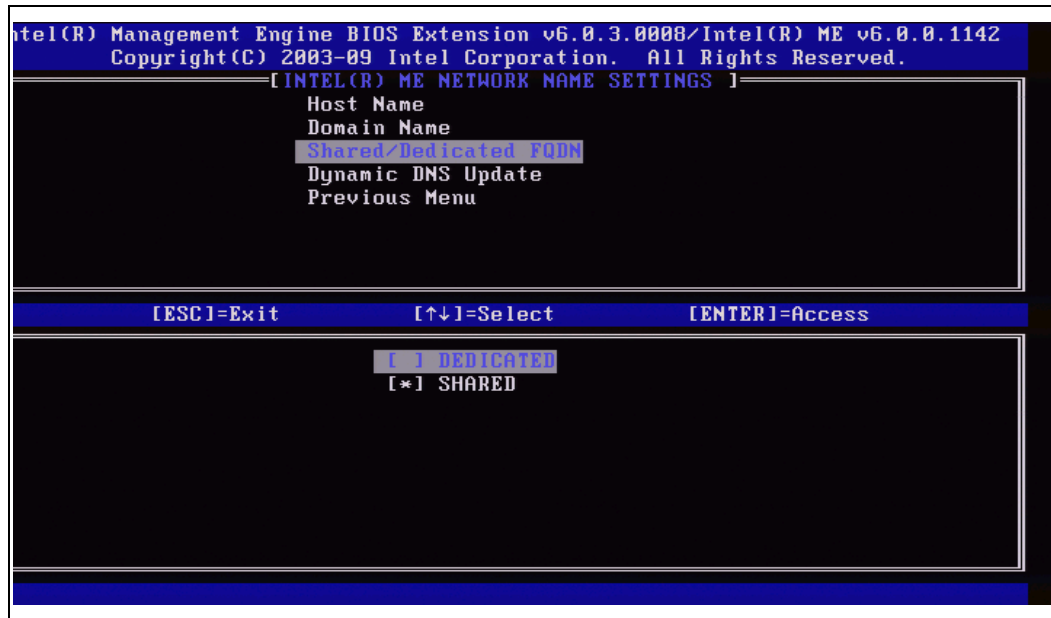 ntel(R) Management Engine BIOS Extension v6.0.3.0008/Intel(R) ME v6.0.0.1142
Copyright(C) 2003-09 Intel Corporation. All Rights Reserved.
[INTEL(R) ME NETWORK NAME SETTINGS ]
Host Name
Domain Name
Shared/Dedicated FQDN
Dynamic DNS Update
Previous Menu
[ESC]=Exit [↑↓]=Select [ENTER]=Access
[ ] DEDICATED
[*] SHARED